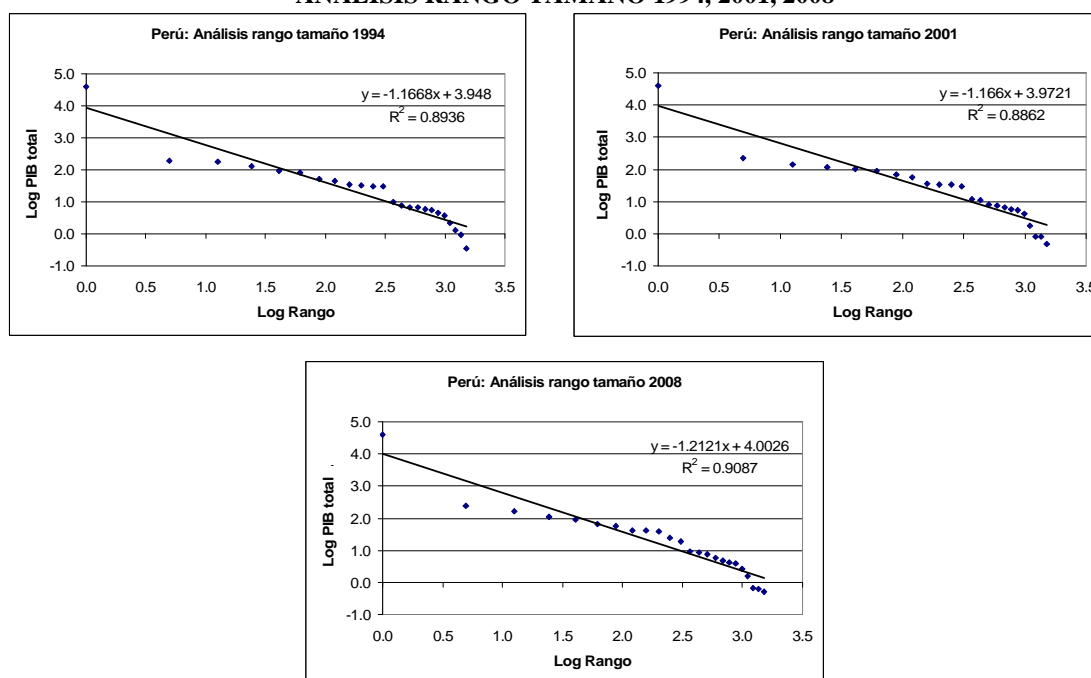 ANÁLISIS RANGO TAMAÑO 1994, 2001, 2008
Perú: Análisis rango tamaño 1994
y = -1.1668x + 3.948
R² = 0.8936
Log PIB total
5.0
4.0
3.0
2.0
1.0
0.0
-1.0
0.0 0.5 1.0 1.5 2.0 2.5 3.0 3.5
Log Rango
Perú: Análisis rango tamaño 2001
y = -1.166x + 3.9721
R² = 0.8862
Log PIB total
5.0
4.0
3.0
2.0
1.0
0.0
-1.0
0.0 0.5 1.0 1.5 2.0 2.5 3.0 3.5
Log Rango
Perú: Análisis rango tamaño 2008
y = -1.2121x + 4.0026
R² = 0.9087
Log PIB total .
5.0
4.0
3.0
2.0
1.0
0.0
-1.0
0.0 0.5 1.0 1.5 2.0 2.5 3.0 3.5
Log Rango